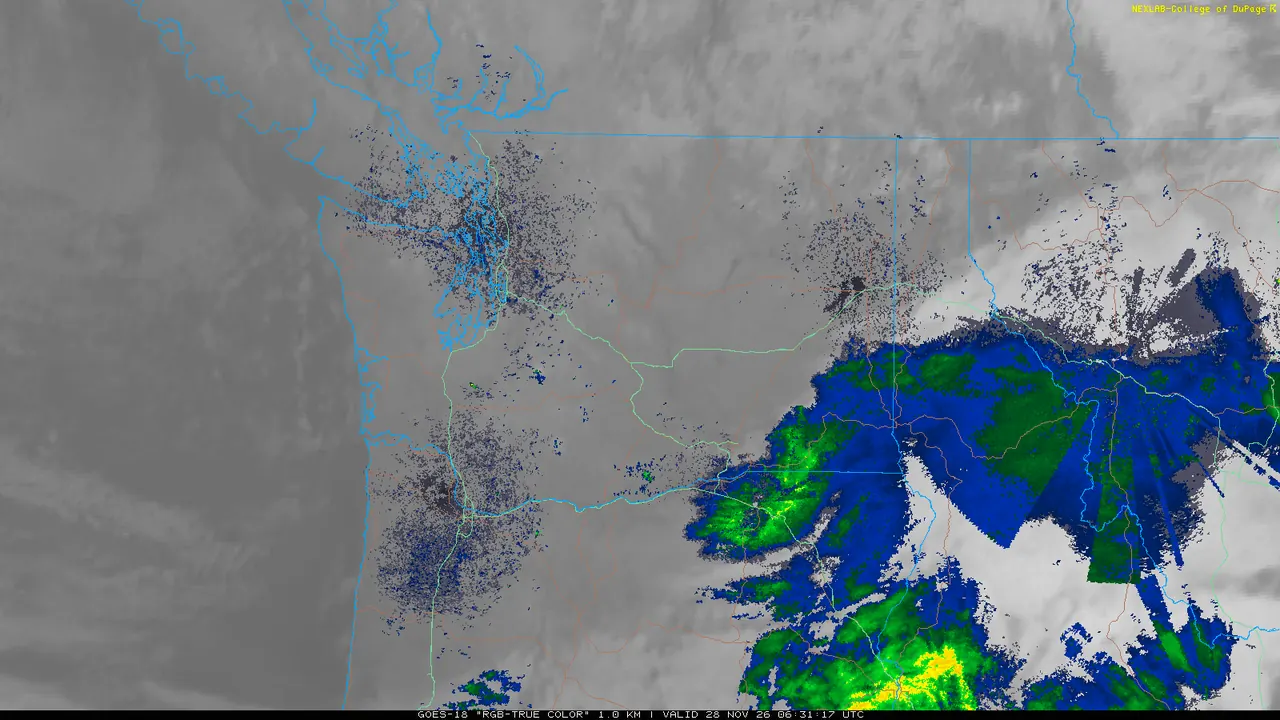 NEXLAB-College of DuPage
GOES-18 "RGB-TRUE COLOR" 1.0 KM | VALID 28 NOV 26 06:31:17 UTC